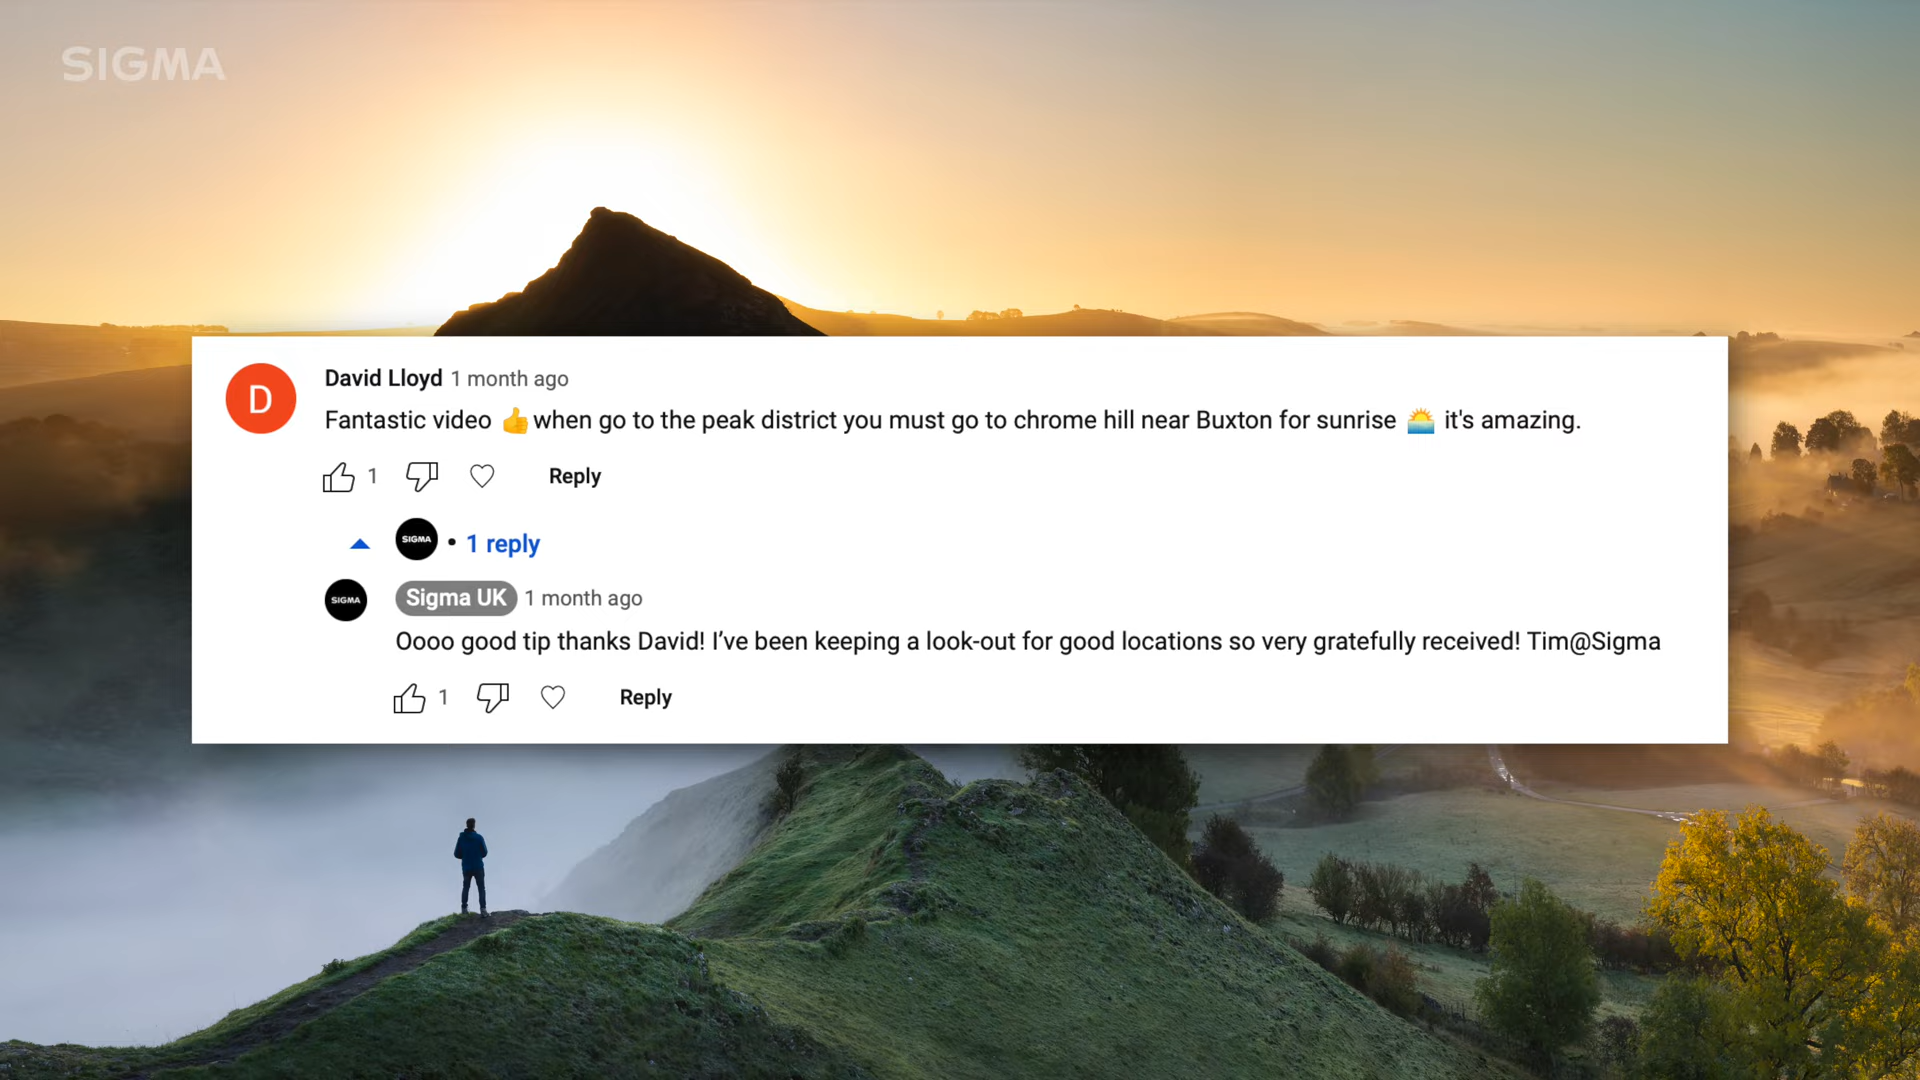 SIGMA
D
David Lloyd 1 month ago
Fantastic video 👍when go to the peak district you must go to chrome hill near Buxton for sunrise 🌅 it's amazing.
1 Reply
SIGMA • 1 reply
SIGMA
Sigma UK 1 month ago
Oooo good tip thanks David! I’ve been keeping a look-out for good locations so very gratefully received! Tim@Sigma
1 Reply